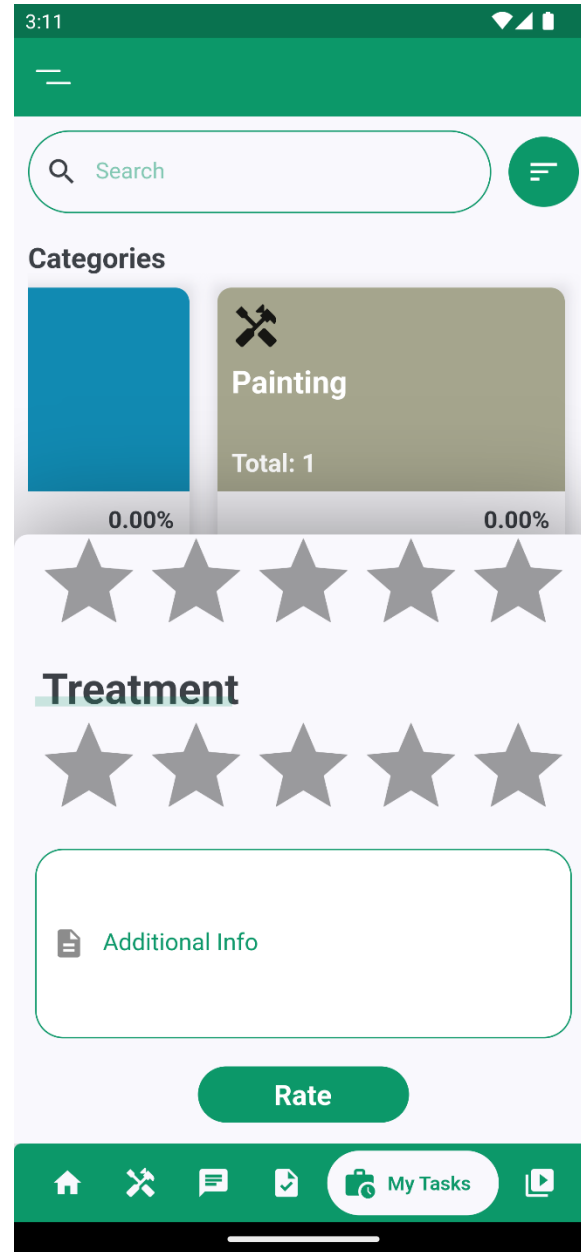 3:11
Search
Categories
Painting
Total: 1
0.00%
0.00%
Treatment
Additional Info
Rate
My Tasks